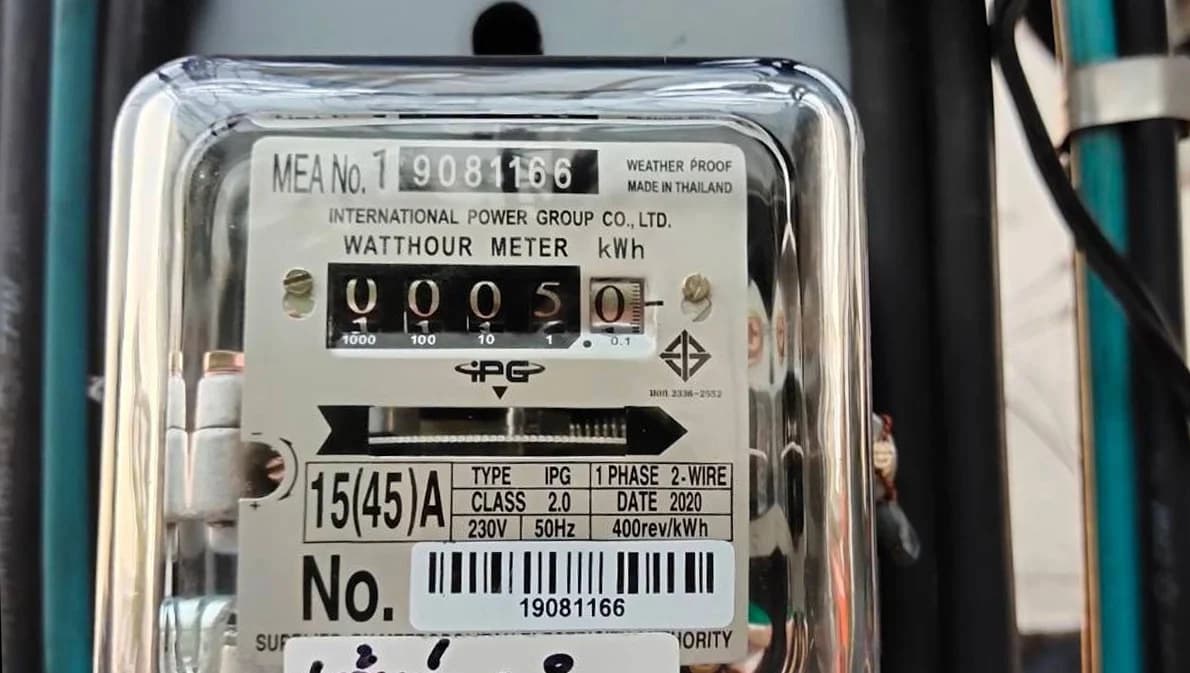 MEA No. 1 9081166
WEATHER PROOF
MADE IN THAILAND
INTERNATIONAL POWER GROUP CO., LTD.
WATTHOUR METER kWh
0 0 0 5 0
1000 100 10 1 . 0.1
iPG
15(45)A
TYPE IPG 1 PHASE 2-WIRE
CLASS 2.0 DATE 2020
230V 50Hz 400rev/kWh
No.
19081166